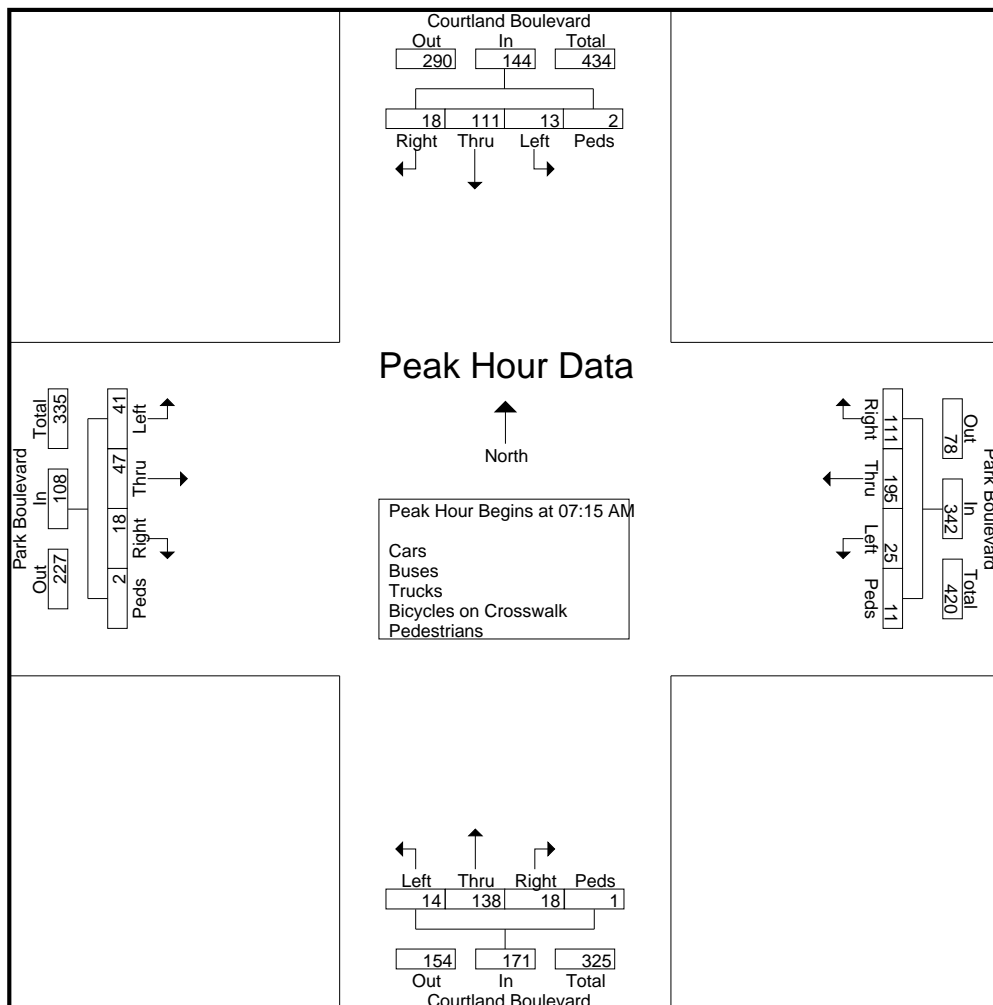 Courtland Boulevard
Out In Total
290 144 434
18 111 13 2
Right Thru Left Peds
Peak Hour Data
North
Peak Hour Begins at 07:15 AM
Cars
Buses
Trucks
Bicycles on Crosswalk
Pedestrians
Park Boulevard
Out In Total
227 108 335
2 18 47 41
Peds Right Thru Left
Park Boulevard
Out In Total
78 342 420
111 195 25 11
Right Thru Left Peds
Left Thru Right Peds
14 138 18 1
154 171 325
Out In Total
Courtland Boulevard